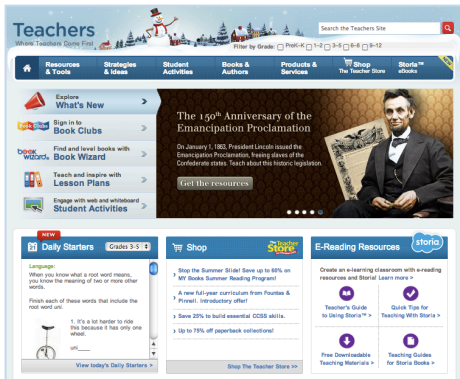 Teachers
Where Teachers Come First
Search the Teachers Site
Filter by Grade: PreK-K 1-2 3-5 6-8 9-12
Resources & Tools
Strategies & Ideas
Student Activities
Books & Authors
Products & Services
Shop The Teacher Store
Storia™ eBooks
Explore
What's New
Sign in to
Book Clubs
Find and level books with
Book Wizard
Teach and inspire with
Lesson Plans
Engage with web and whiteboard
Student Activities
The 150th Anniversary of the
Emancipation Proclamation
On January 1, 1863, President Lincoln issued the
Emancipation Proclamation, freeing slaves of the
Confederate states. Teach about this historic legislation.
Get the resources
NEW
Daily Starters
Grades 3-5
Language:
When you know what a root word means,
you know the meaning of two or more other
words.
Finish each of these words that include the
root word uni.
1. It's a lot harder to ride
this because it has only one
wheel.
uni____
View today's Daily Starters >
Shop
The Teacher Store
Stop the Summer Slide! Save up to 60% on
MY Books Summer Reading Program!
A new full-year curriculum from Fountas &
Pinnell. Introductory offer!
Save 25% to build essential CCSS skills.
Up to 75% off paperback collections!
Shop The Teacher Store >>
E-Reading Resources
storia
Create an e-learning classroom with e-reading
resources and Storia! Learn more >
Teacher's Guide
to Using Storia™ >
Quick Tips for
Teaching With Storia >
Free Downloadable
Teaching Materials >
Teaching Guides
for Storia Books >